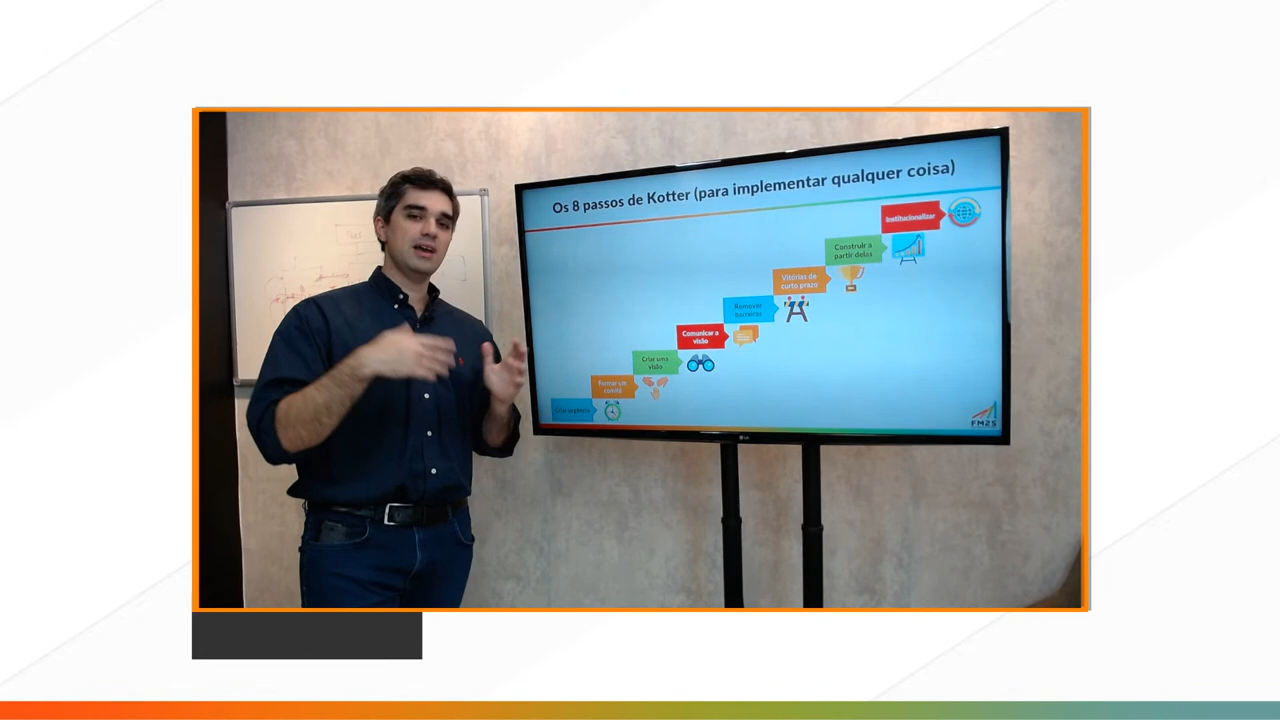 Os 8 passos de Kotter (para implementar qualquer coisa)
Institucionalizar
Construir a
partir delas
Vitórias de
curto prazo
Remover
barreiras
Comunicar a
visão
Criar uma
visão
Formar um
comitê
Criar urgência
FM2S
LG